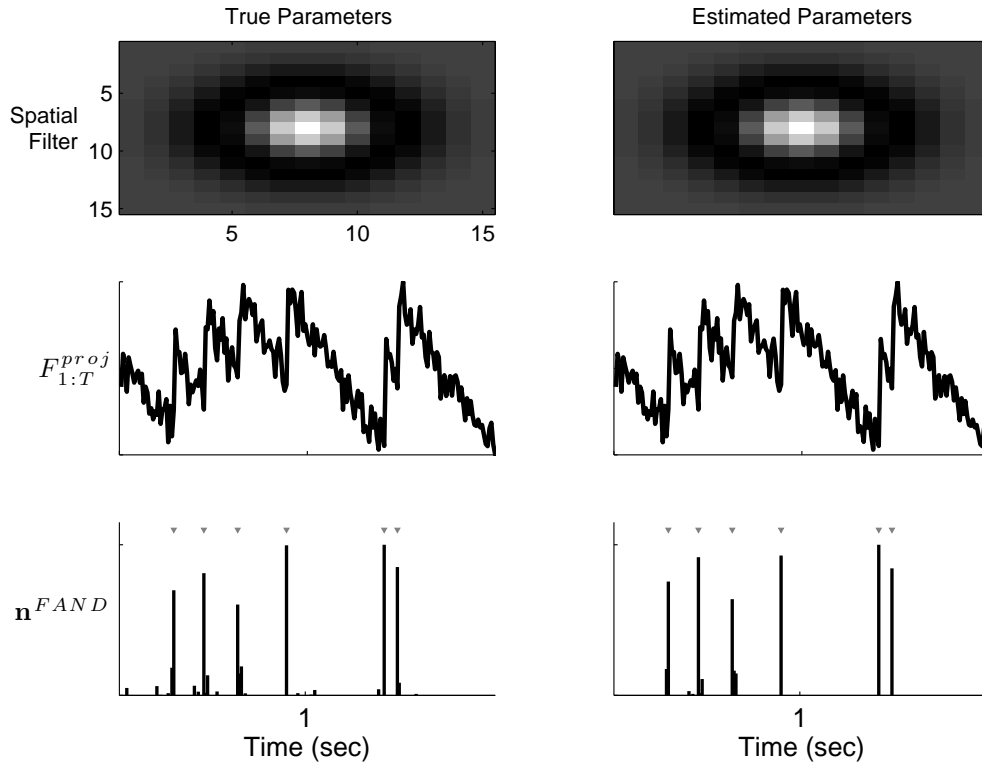 True Parameters
Estimated Parameters
Spatial
Filter
5
10
15
5
10
15
F_{1:T}^{proj}
n^{FAND}
1
Time (sec)
1
Time (sec)